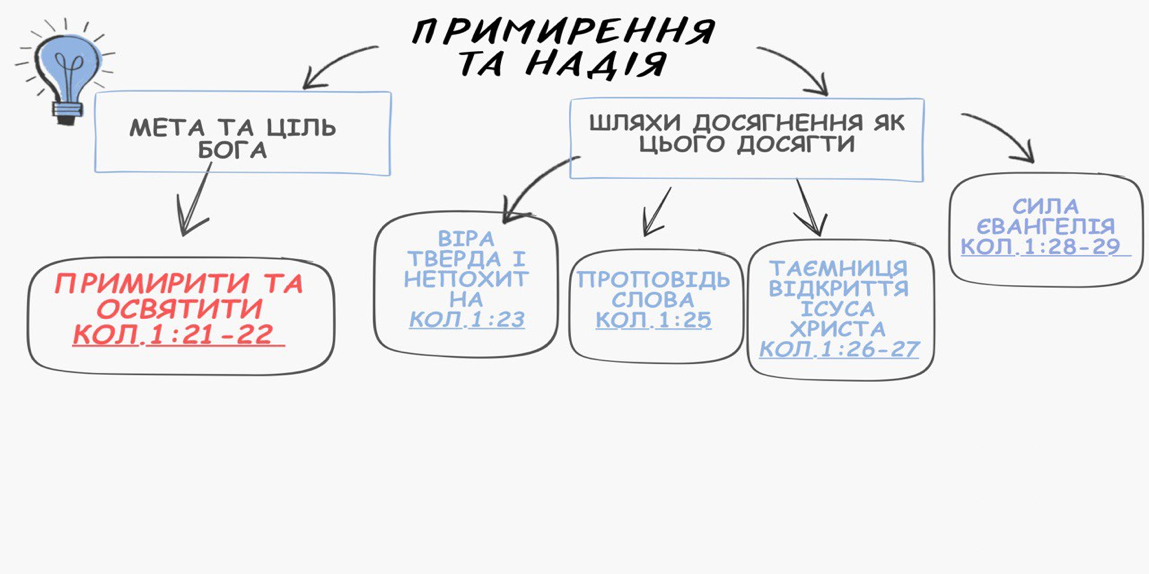 ПРИМИРЕННЯ
ТА НАДІЯ
МЕТА ТА ЦІЛЬ
БОГА
ШЛЯХИ ДОСЯГНЕННЯ ЯК
ЦЬОГО ДОСЯГТИ
ПРИМИРИТИ ТА
ОСВЯТИТИ
КОЛ.1:21-22
ВІРА
ТВЕРДА І
НЕПОХИТ
НА
КОЛ.1:23
ПРОПОВІДЬ
СЛОВА
КОЛ.1:25
ТАЄМНИЦЯ
ВІДКРИТТЯ
ІСУСА
ХРИСТА
КОЛ.1:26-27
СИЛА
ЄВАНГЕЛІЯ
КОЛ.1:28-29